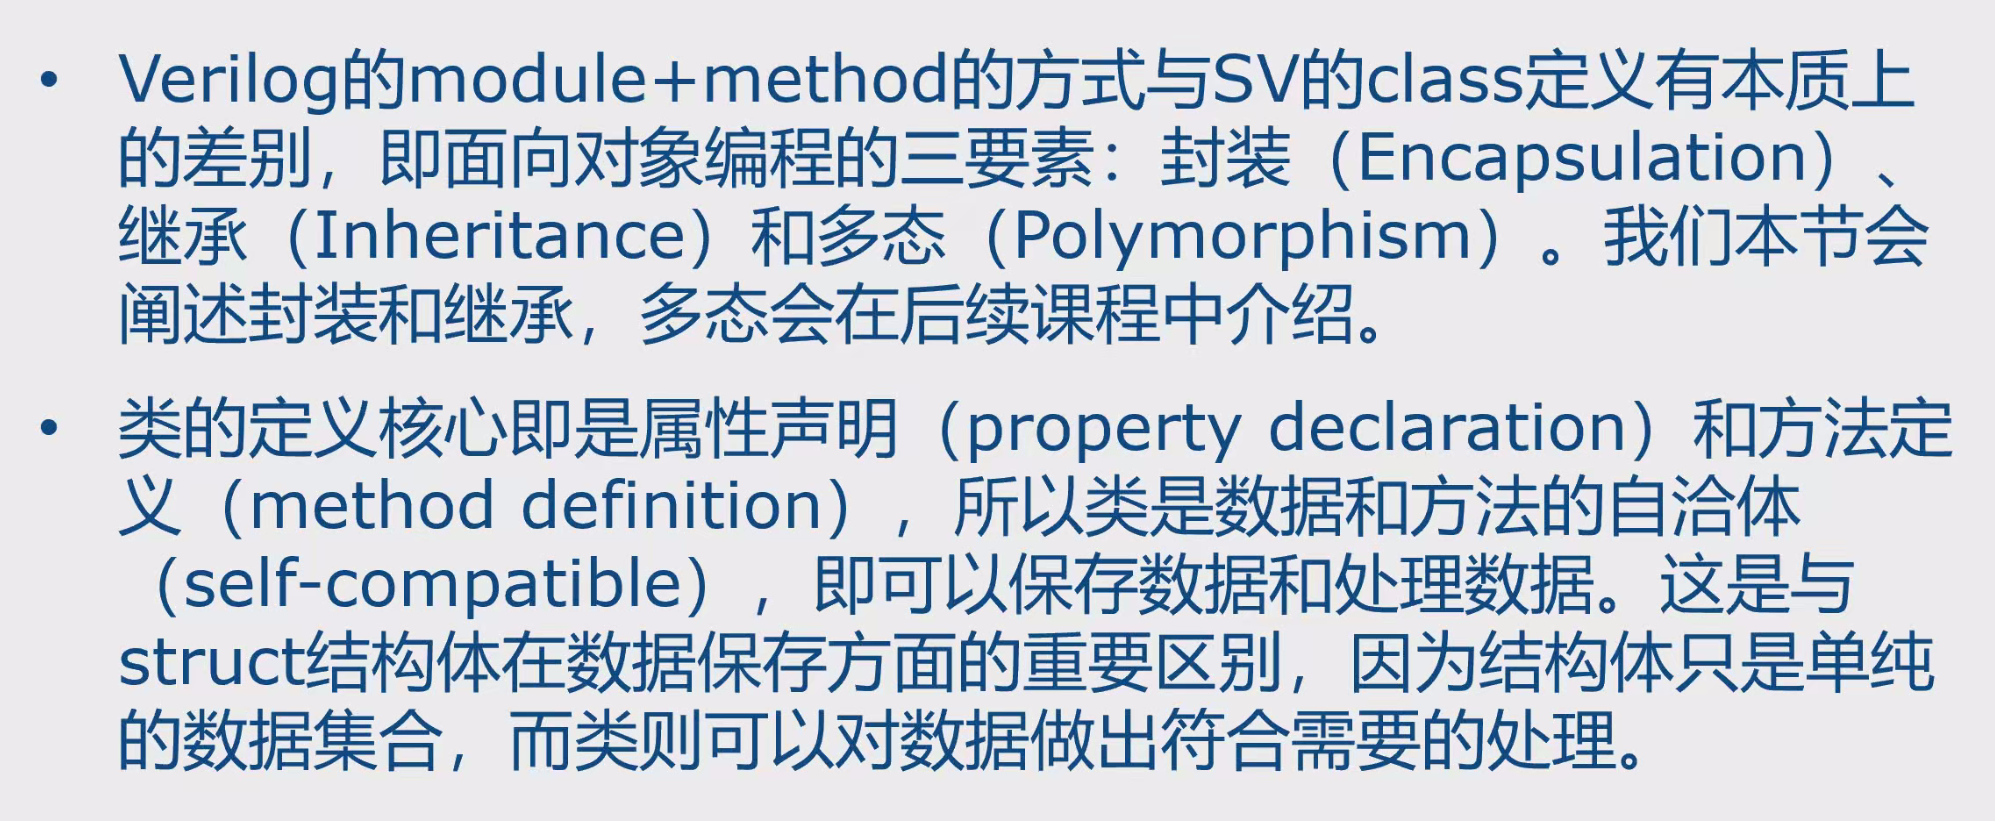 • Verilog的module+method的方式与SV的class定义有本质上
的差别，即面向对象编程的三要素：封装（Encapsulation）、
继承（Inheritance）和多态（Polymorphism）。我们本节会
阐述封装和继承，多态会在后续课程中介绍。
• 类的定义核心即是属性声明（property declaration）和方法定
义（method definition），所以类是数据和方法的自洽体
（self-compatible），即可以保存数据和处理数据。这是与
struct结构体在数据保存方面的重要区别，因为结构体只是单纯
的数据集合，而类则可以对数据做出符合需要的处理。